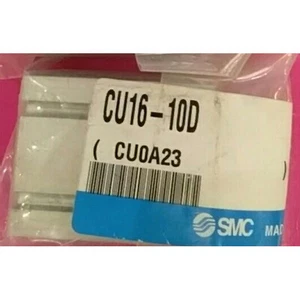 CU16-10D
( CU0A23 )
SMC MAD